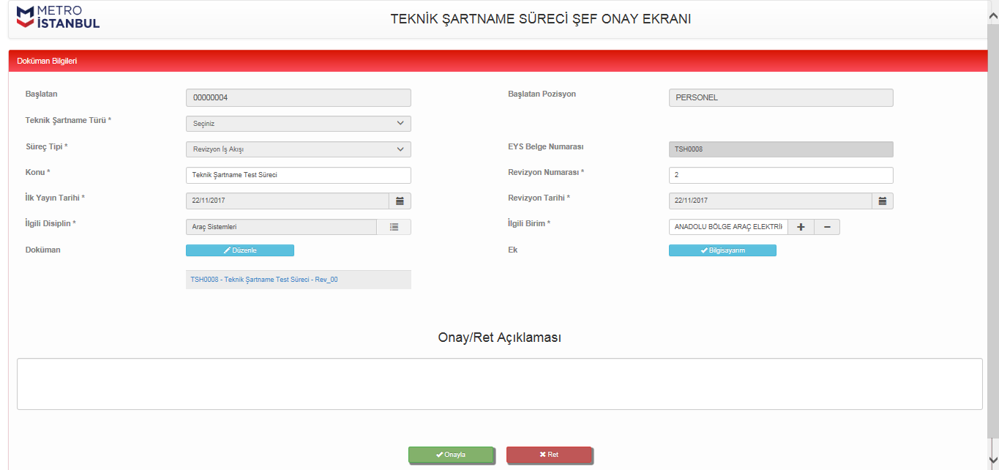 METRO
İSTANBUL
TEKNİK ŞARTNAME SÜRECİ ŞEF ONAY EKRANI
Doküman Bilgileri
Başlatan
00000004
Başlatan Pozisyon
PERSONEL
Teknik Şartname Türü *
Seçiniz
Süreç Tipi *
Revizyon İş Akışı
EYS Belge Numarası
TSH0008
Konu *
Teknik Şartname Test Süreci
Revizyon Numarası *
2
İlk Yayın Tarihi *
22/11/2017
Revizyon Tarihi *
22/11/2017
İlgili Disiplin *
Araç Sistemleri
İlgili Birim *
ANADOLU BÖLGE ARAÇ ELEKTRİK
Doküman
Düzenle
Ek
Bilgisayarım
TSH0008 - Teknik Şartname Test Süreci - Rev_00
Onay/Ret Açıklaması
Onayla
Ret